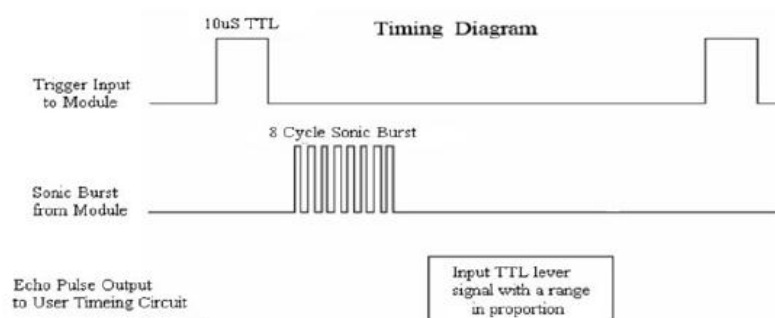 10uS TTL
Timing Diagram
Trigger Input
to Module
8 Cycle Sonic Burst
Sonic Burst
from Module
Echo Pulse Output
to User Timeing Circuit
Input TTL lever
signal with a range
in proportion